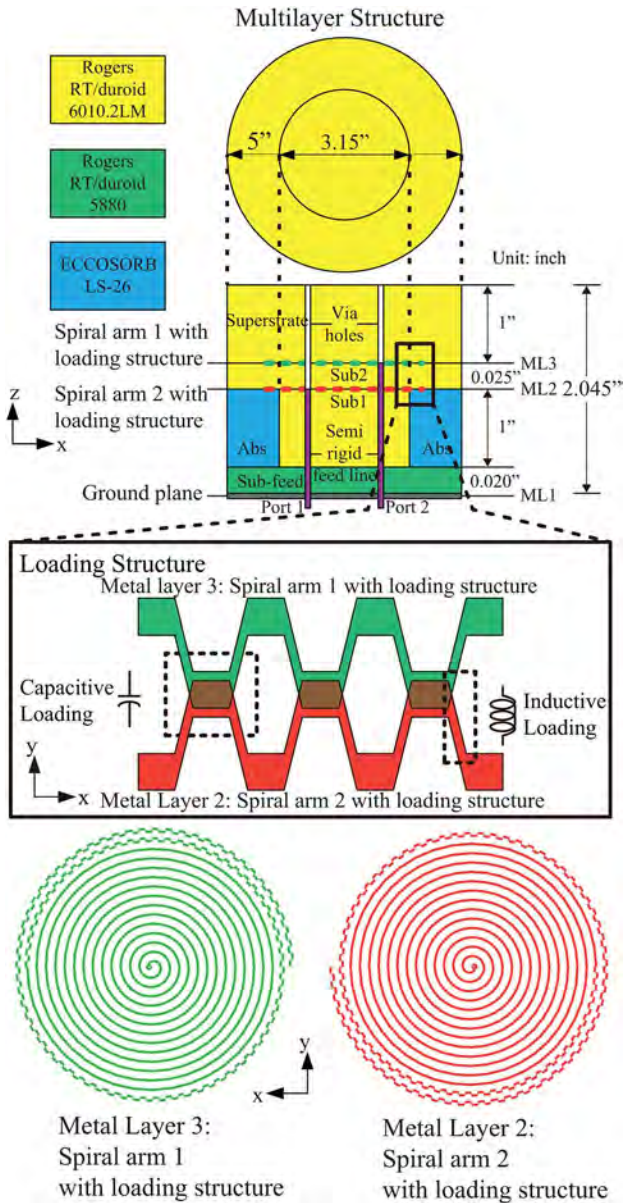 Multilayer Structure
Rogers
RT/duroid
6010.2LM
5”
3.15”
Rogers
RT/duroid
5880
ECCOSORB
LS-26
Unit: inch
Superstrate
Via
holes
1”
Spiral arm 1 with
loading structure
ML3
Sub2
0.025”
Spiral arm 2 with
loading structure
ML2
2.045”
Sub1
z
x
Abs
Semi
rigid
feed line
Abs
1”
Sub-feed
0.020”
Ground plane
ML1
Port 1
Port 2
Loading Structure
Metal layer 3: Spiral arm 1 with loading structure
Capacitive
Loading
Inductive
Loading
y
x
Metal Layer 2: Spiral arm 2 with loading structure
y
x
Metal Layer 3:
Spiral arm 1
with loading structure
Metal Layer 2:
Spiral arm 2
with loading structure